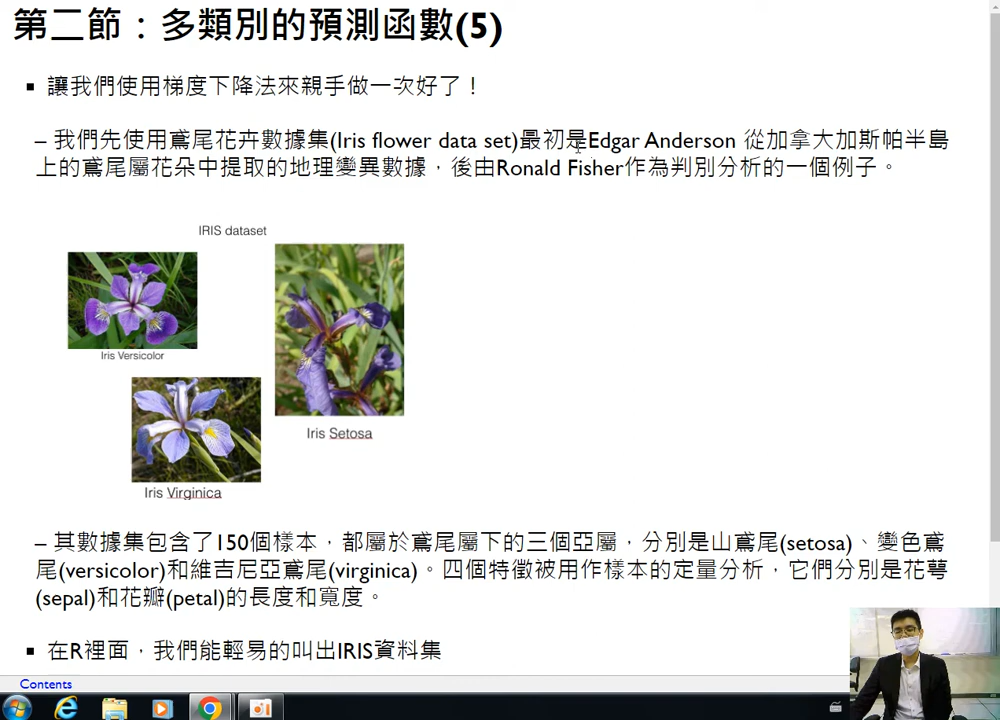 第二節：多類別的預測函數(5)
▪ 讓我們使用梯度下降法來親手做一次好了！
– 我們先使用鳶尾花卉數據集(Iris flower data set)最初是Edgar Anderson 從加拿大加斯帕半島
上的鳶尾屬花朵中提取的地理變異數據，後由Ronald Fisher作為判別分析的一個例子。
IRIS dataset
Iris Versicolor
Iris Setosa
Iris Virginica
– 其數據集包含了150個樣本，都屬於鳶尾屬下的三個亞屬，分別是山鳶尾(setosa)、變色鳶
尾(versicolor)和維吉尼亞鳶尾(virginica)。四個特徵被用作樣本的定量分析，它們分別是花萼
(sepal)和花瓣(petal)的長度和寬度。
▪ 在R裡面，我們能輕易的叫出IRIS資料集
Contents